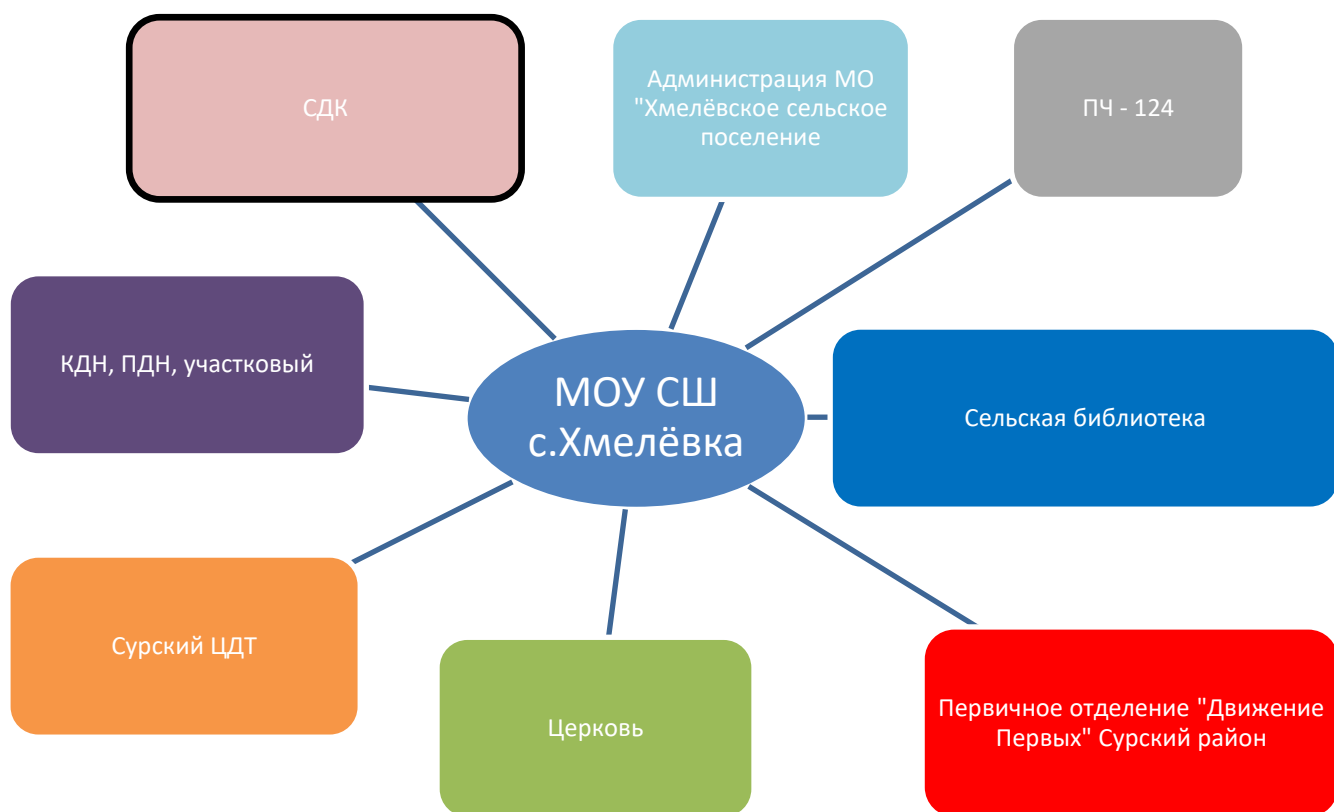 СДК
Администрация МО
"Хмелёвское сельское
поселение
ПЧ - 124
КДН, ПДН, участковый
МОУ СШ
с.Хмелёвка
Сельская библиотека
Сурский ЦДТ
Церковь
Первичное отделение "Движение
Первых" Сурский район